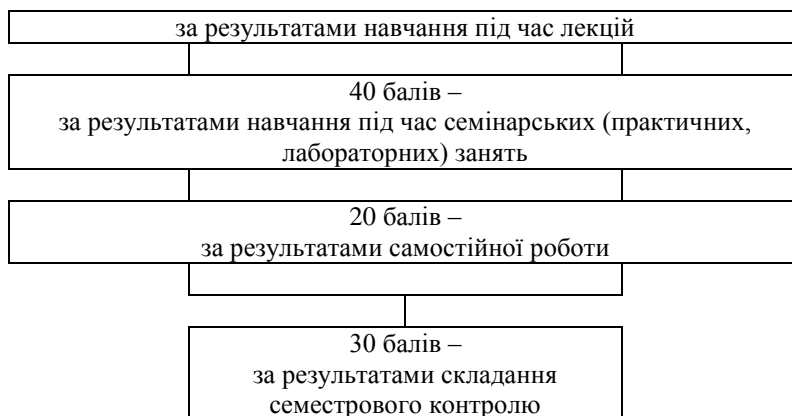 за результатами навчання під час лекцій
40 балів –
за результатами навчання під час семінарських (практичних,
лабораторних) занять
20 балів –
за результатами самостійної роботи
30 балів –
за результатами складання
семестрового контролю